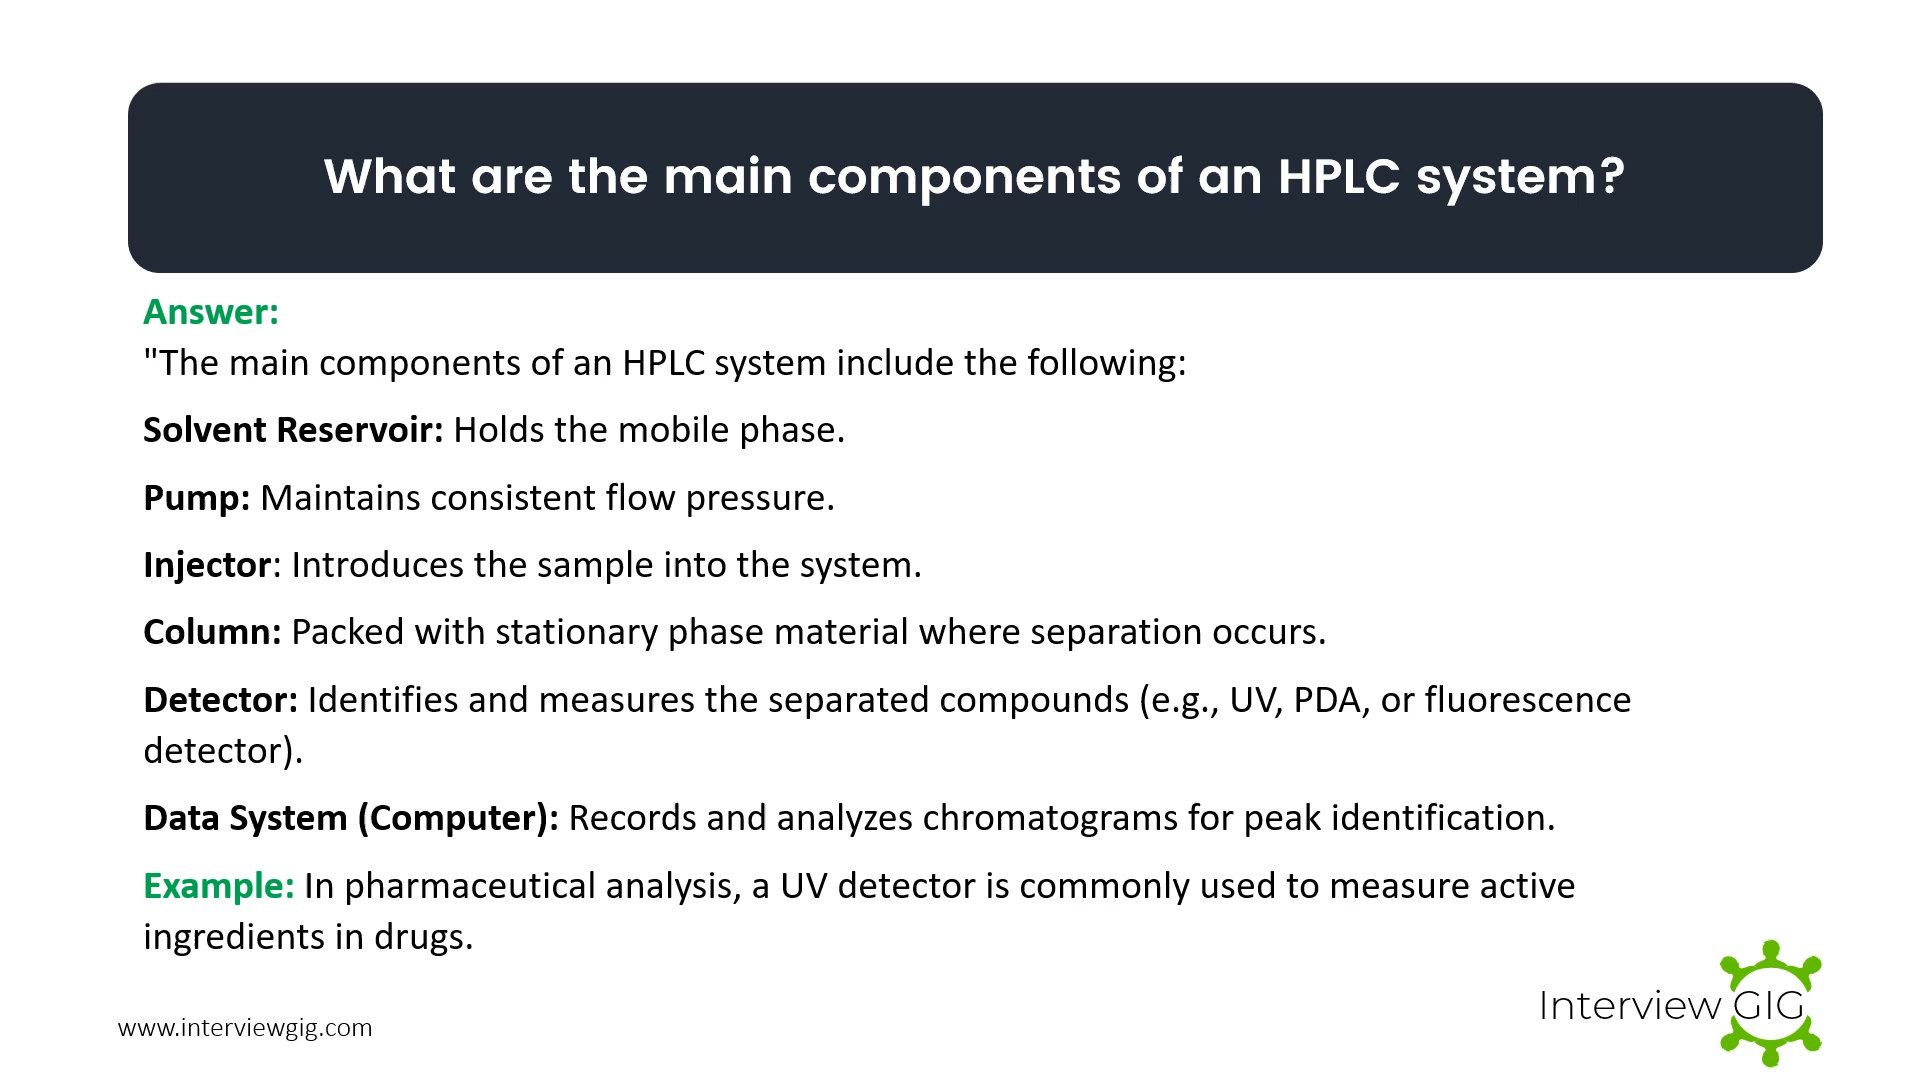 What are the main components of an HPLC system?
Answer:
"The main components of an HPLC system include the following:
Solvent Reservoir: Holds the mobile phase.
Pump: Maintains consistent flow pressure.
Injector: Introduces the sample into the system.
Column: Packed with stationary phase material where separation occurs.
Detector: Identifies and measures the separated compounds (e.g., UV, PDA, or fluorescence
detector).
Data System (Computer): Records and analyzes chromatograms for peak identification.
Example: In pharmaceutical analysis, a UV detector is commonly used to measure active
ingredients in drugs.
www.interviewgig.com
Interview GIG